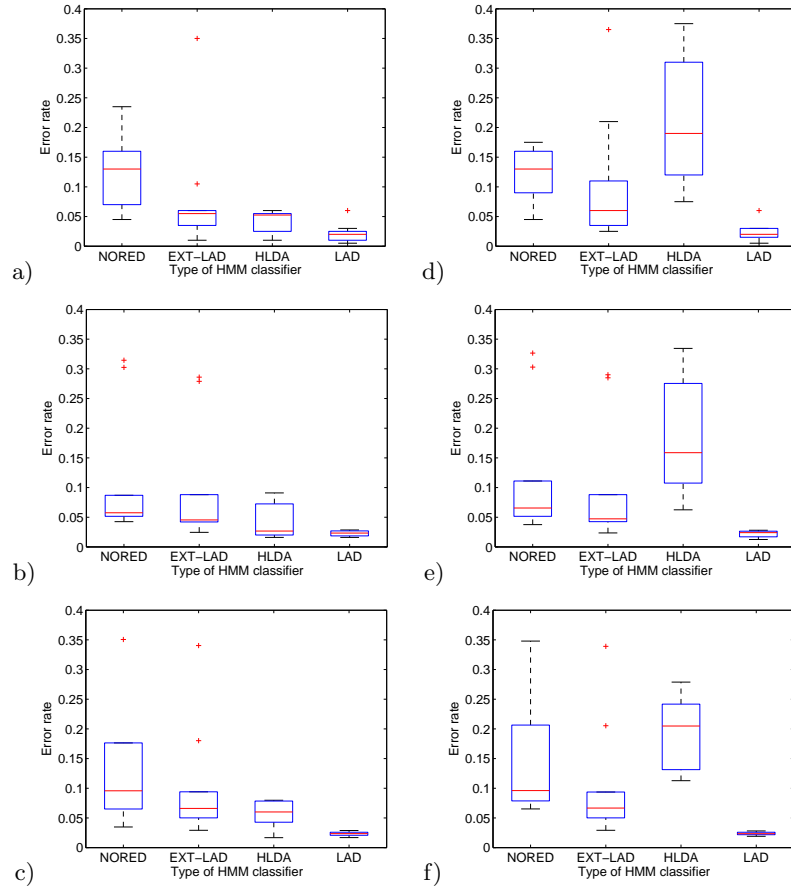 0.4
0.35
0.3
0.25
0.2
0.15
0.1
0.05
0
Error rate
NORED EXT−LAD HLDA LAD
Type of HMM classifier
a)
0.4
0.35
0.3
0.25
0.2
0.15
0.1
0.05
0
Error rate
NORED EXT−LAD HLDA LAD
Type of HMM classifier
d)
0.4
0.35
0.3
0.25
0.2
0.15
0.1
0.05
0
Error rate
NORED EXT−LAD HLDA LAD
Type of HMM classifier
b)
0.4
0.35
0.3
0.25
0.2
0.15
0.1
0.05
0
Error rate
NORED EXT−LAD HLDA LAD
Type of HMM classifier
e)
0.4
0.35
0.3
0.25
0.2
0.15
0.1
0.05
0
Error rate
NORED EXT−LAD HLDA LAD
Type of HMM classifier
c)
0.4
0.35
0.3
0.25
0.2
0.15
0.1
0.05
0
Error rate
NORED EXT−LAD HLDA LAD
Type of HMM classifier
f)